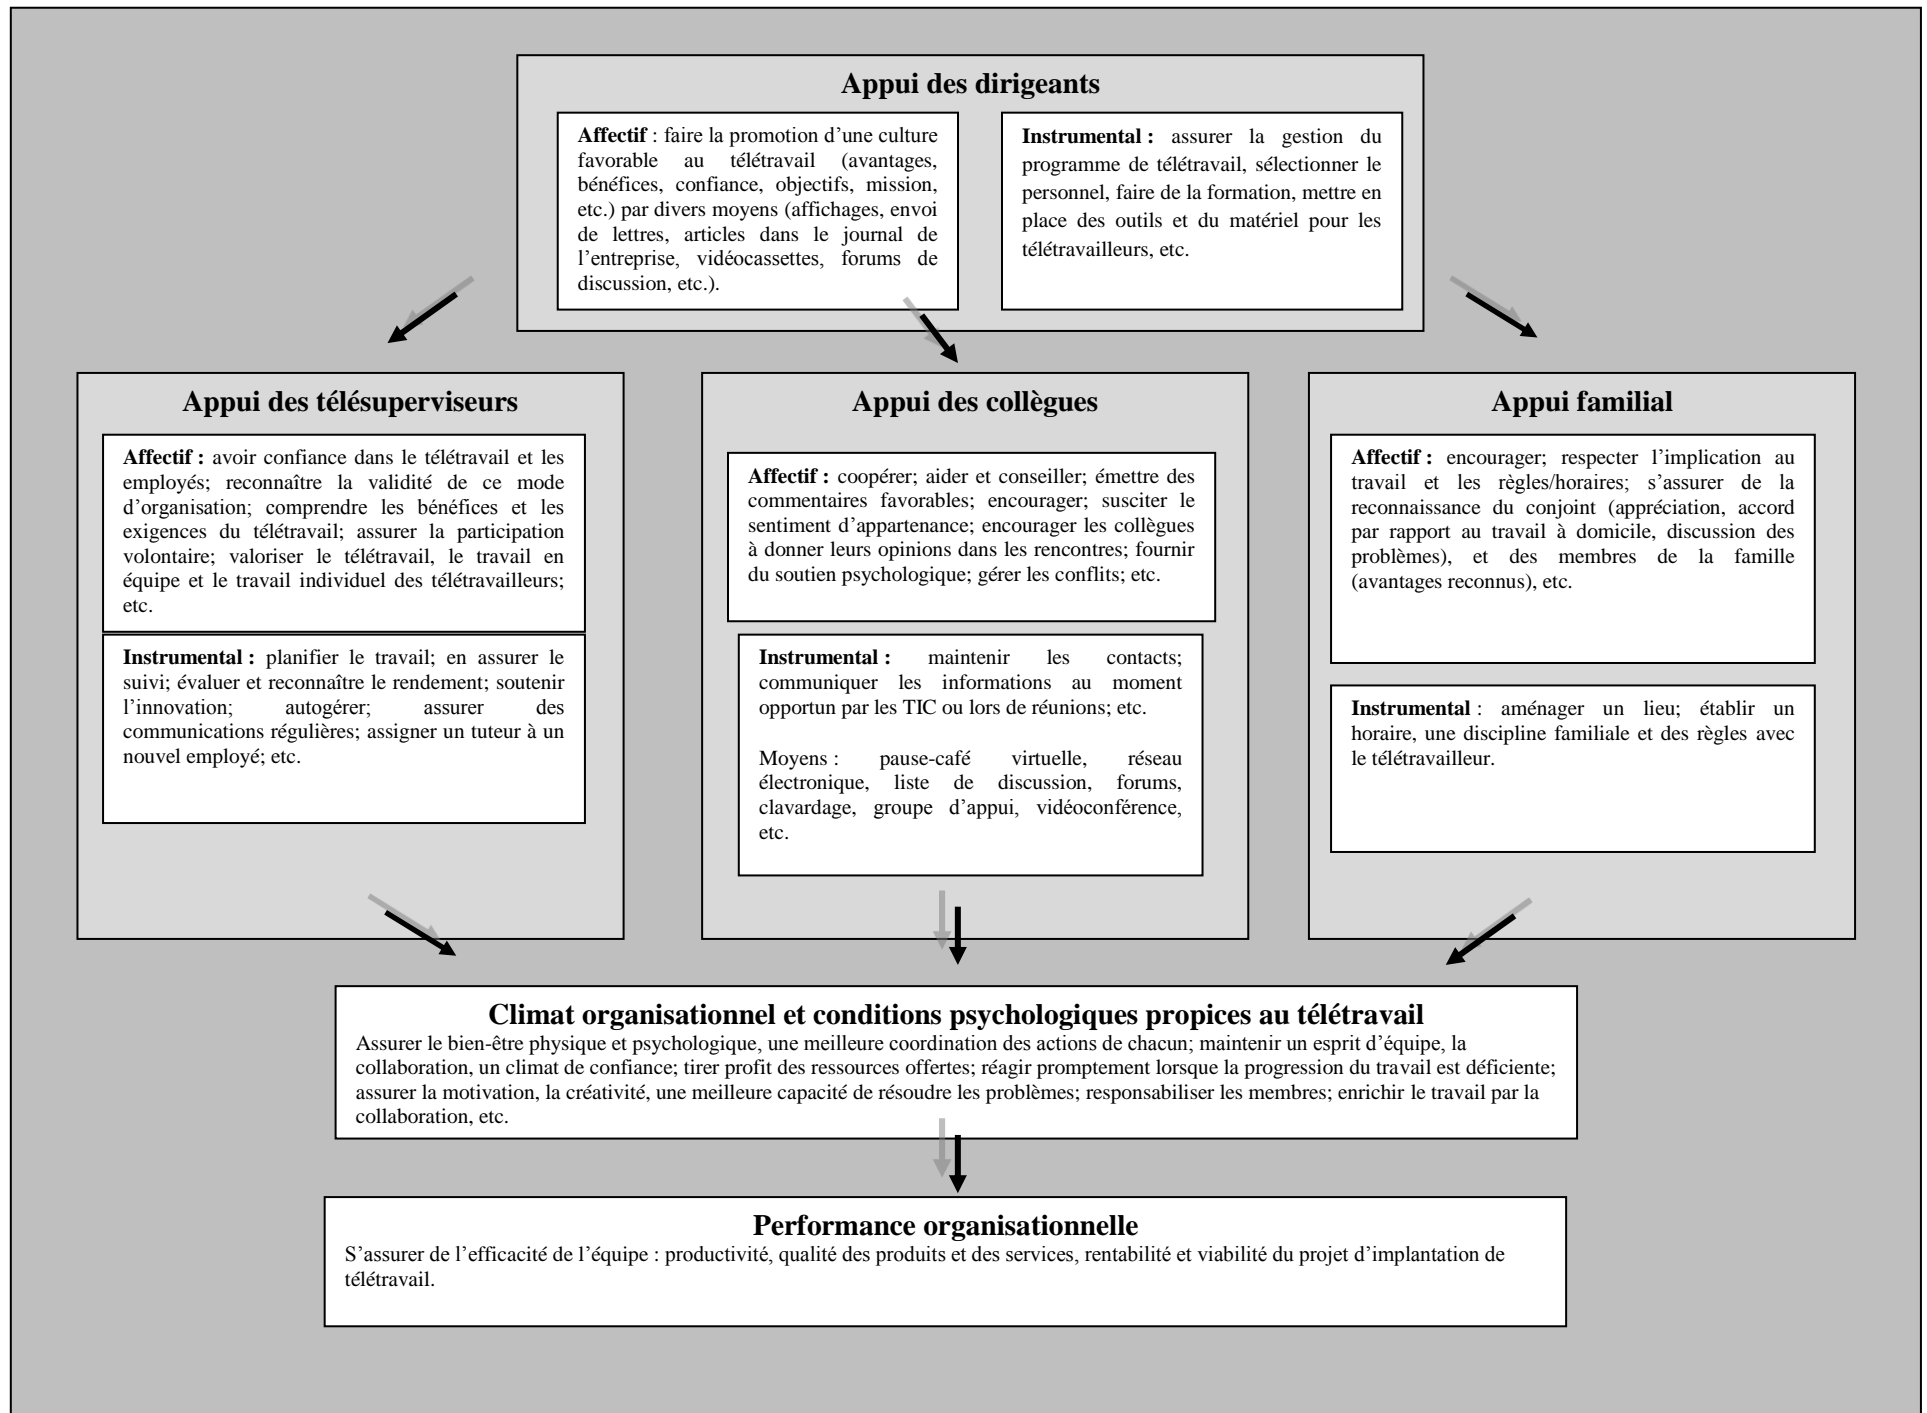 Appui des dirigeants
Affectif : faire la promotion d’une culture
favorable au télétravail (avantages,
bénéfices, confiance, objectifs, mission,
etc.) par divers moyens (affichages, envoi
de lettres, articles dans le journal de
l’entreprise, vidéocassettes, forums de
discussion, etc.).
Instrumental : assurer la gestion du
programme de télétravail, sélectionner le
personnel, faire de la formation, mettre en
place des outils et du matériel pour les
télétravailleurs, etc.
Appui des télésuperviseurs
Affectif : avoir confiance dans le télétravail et les
employés; reconnaître la validité de ce mode
d’organisation; comprendre les bénéfices et les
exigences du télétravail; assurer la participation
volontaire; valoriser le télétravail, le travail en
équipe et le travail individuel des télétravailleurs;
etc.
Instrumental : planifier le travail; en assurer le
suivi; évaluer et reconnaître le rendement; soutenir
l’innovation; autogérer; assurer des
communications régulières; assigner un tuteur à un
nouvel employé; etc.
Appui des collègues
Affectif : coopérer; aider et conseiller; émettre des
commentaires favorables; encourager; susciter le
sentiment d’appartenance; encourager les collègues
à donner leurs opinions dans les rencontres; fournir
du soutien psychologique; gérer les conflits; etc.
Instrumental : maintenir les contacts;
communiquer les informations au moment
opportun par les TIC ou lors de réunions; etc.
Moyens : pause-café virtuelle, réseau
électronique, liste de discussion, forums,
clavardage, groupe d’appui, vidéoconférence,
etc.
Appui familial
Affectif : encourager; respecter l’implication au
travail et les règles/horaires; s’assurer de la
reconnaissance du conjoint (appréciation, accord
par rapport au travail à domicile, discussion des
problèmes), et des membres de la famille
(avantages reconnus), etc.
Instrumental : aménager un lieu; établir un
horaire, une discipline familiale et des règles avec
le télétravailleur.
Climat organisationnel et conditions psychologiques propices au télétravail
Assurer le bien-être physique et psychologique, une meilleure coordination des actions de chacun; maintenir un esprit d’équipe, la
collaboration, un climat de confiance; tirer profit des ressources offertes; réagir promptement lorsque la progression du travail est déficiente;
assurer la motivation, la créativité, une meilleure capacité de résoudre les problèmes; responsabiliser les membres; enrichir le travail par la
collaboration, etc.
Performance organisationnelle
S’assurer de l’efficacité de l’équipe : productivité, qualité des produits et des services, rentabilité et viabilité du projet d’implantation de
télétravail.